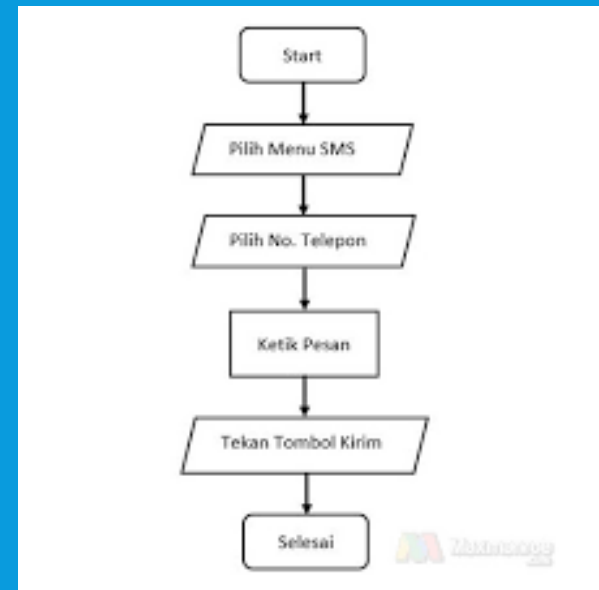 Start
Pilih Menu SMS
Pilih No. Telepon
Ketik Pesan
Tekan Tombol Kirim
Selesai